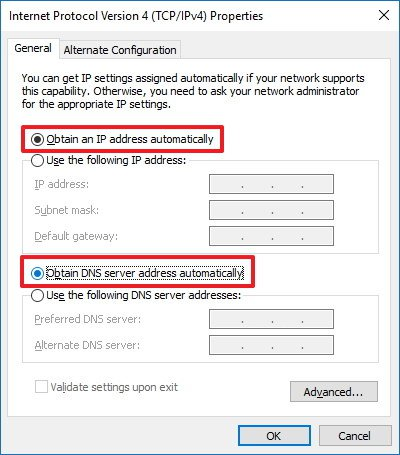 Internet Protocol Version 4 (TCP/IPv4) Properties
General
Alternate Configuration
You can get IP settings assigned automatically if your network supports
this capability. Otherwise, you need to ask your network administrator
for the appropriate IP settings.
Obtain an IP address automatically
Use the following IP address:
IP address:
Subnet mask:
Default gateway:
Obtain DNS server address automatically
Use the following DNS server addresses:
Preferred DNS server:
Alternate DNS server:
Validate settings upon exit
Advanced...
OK
Cancel